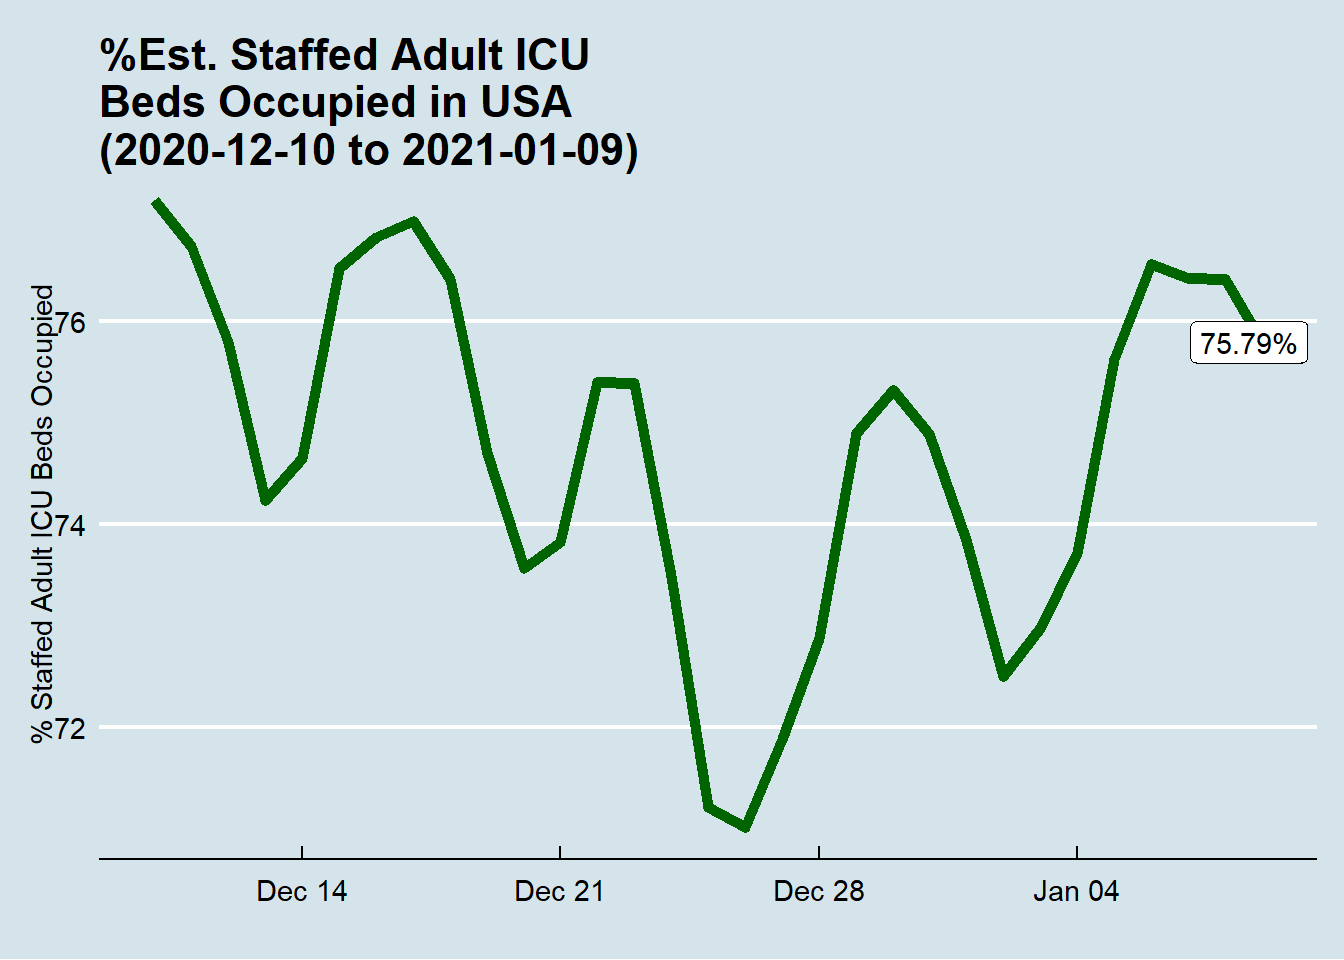 %Est. Staffed Adult ICU
Beds Occupied in USA
(2020-12-10 to 2021-01-09)
% Staffed Adult ICU Beds Occupied
76
74
72
75.79%
Dec 14
Dec 21
Dec 28
Jan 04